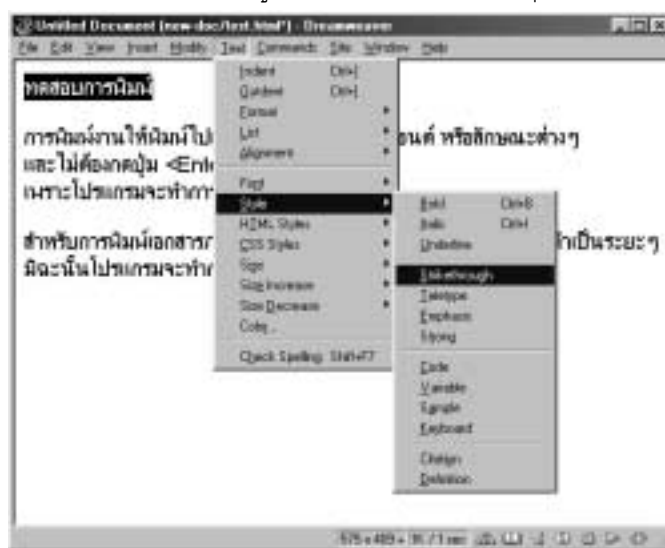 Untitled Document (new-doc/test.html*) - Dreamweaver
File Edit View Insert Modify Text Commands Site Window Help
ทดสอบการพิมพ์
การพิมพ์งานให้พิมพ์ไป อนต์ หรือลักษณะต่างๆ
และไม่ต้องกดปุ่ม <Ente
เพราะโปรแกรมจะทำกา
สำหรับการพิมพ์เอกสารภ าเป็นระยะๆ
มิฉะนั้นโปรแกรมจะทำ
Indent Ctrl+]
Outdent Ctrl+[
Format
List
Alignment
Font
Style
HTML Styles
CSS Styles
Size
Size Increase
Size Decrease
Color...
Check Spelling Shift+F7
Bold Ctrl+B
Italic Ctrl+I
Underline
Strikethrough
Teletype
Emphasis
Strong
Code
Variable
Sample
Keyboard
Citation
Definition
575 x 409 1K / 1 sec